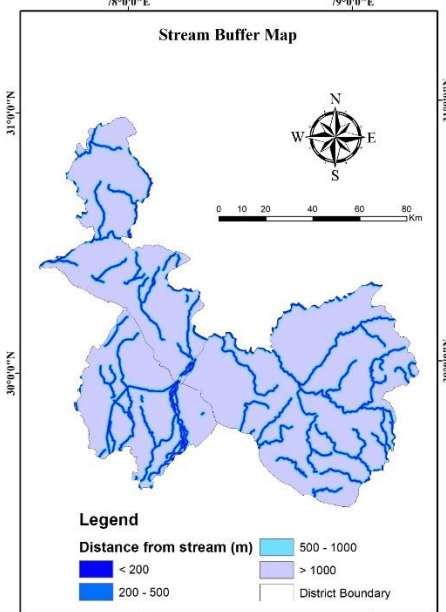 78°0'0"E 79°0'0"E
Stream Buffer Map
31°0'0"N
N
W E
S
0 10 20 40 60 80
Km
30°0'0"N
Legend
Distance from stream (m)
< 200
200 - 500
500 - 1000
> 1000
District Boundary